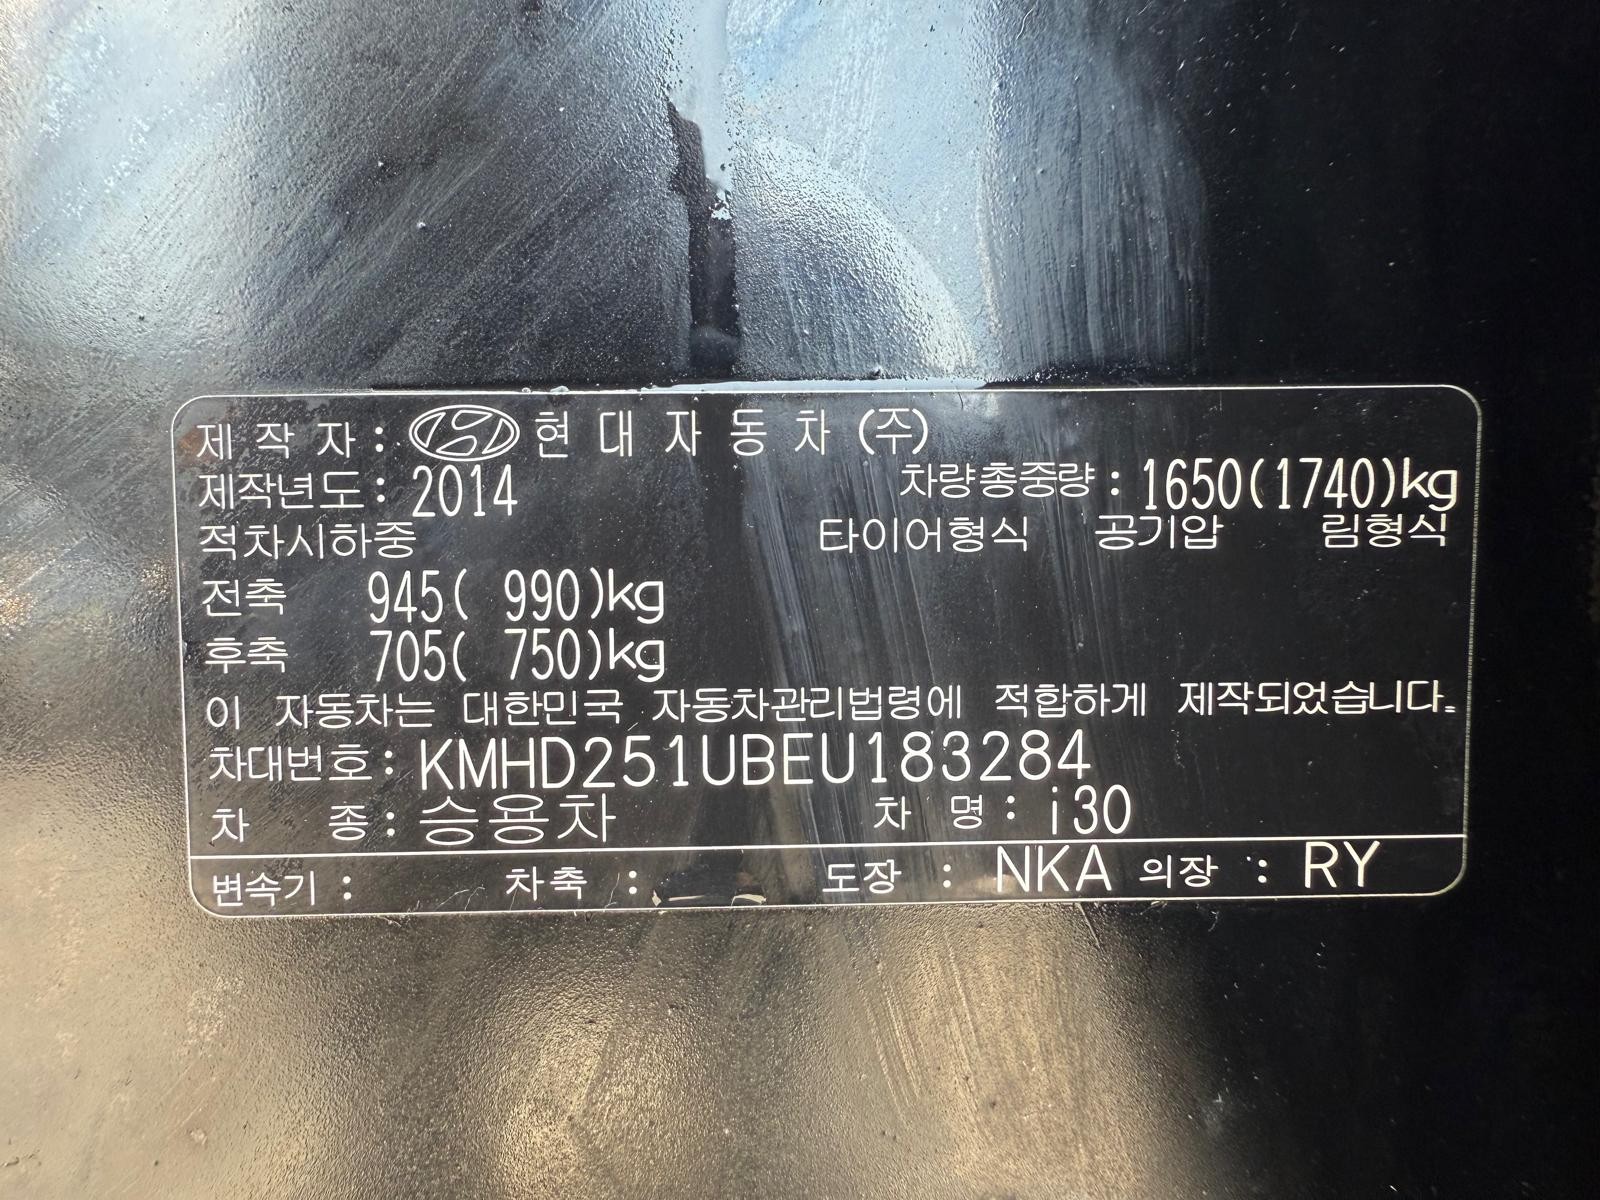 제 작 자 : 현 대 자 동 차 (주)
제작년도 : 2014 차량총중량 : 1650(1740)kg
적차시하중 타이어형식 공기압 림형식
전축 945( 990)kg
후축 705( 750)kg
이 자동차는 대한민국 자동차관리법령에 적합하게 제작되었습니다.
차대번호 : KMHD251UBEU183284
차 종 : 승용차 차 명 : i30
변속기 : 차축 : 도장 : NKA 의장 : RY